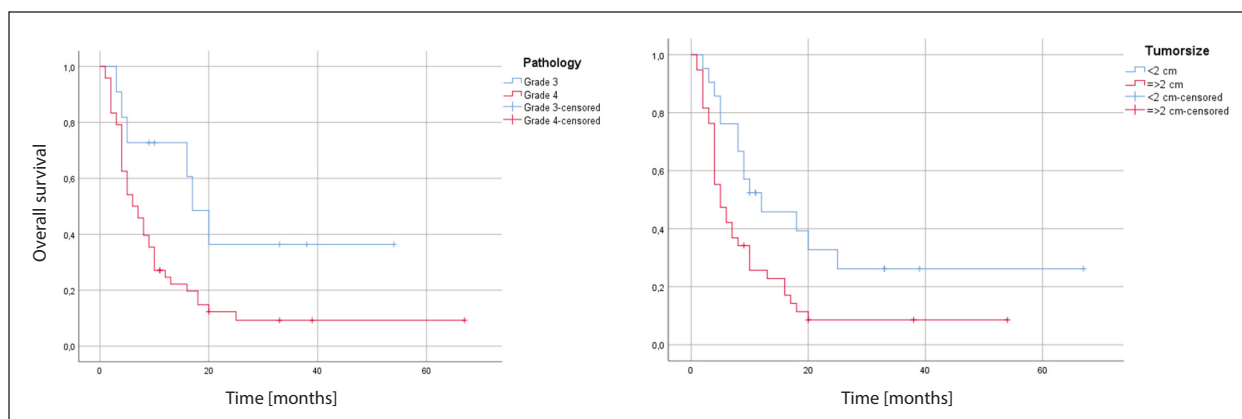 Pathology
Grade 3
Grade 4
Grade 3-censored
Grade 4-censored
Overall survival
1,0
0,8
0,6
0,4
0,2
0,0
0 20 40 60
Time [months]
Tumorsize
<2 cm
=>2 cm
<2 cm-censored
=>2 cm-censored
1,0
0,8
0,6
0,4
0,2
0,0
0 20 40 60
Time [months]